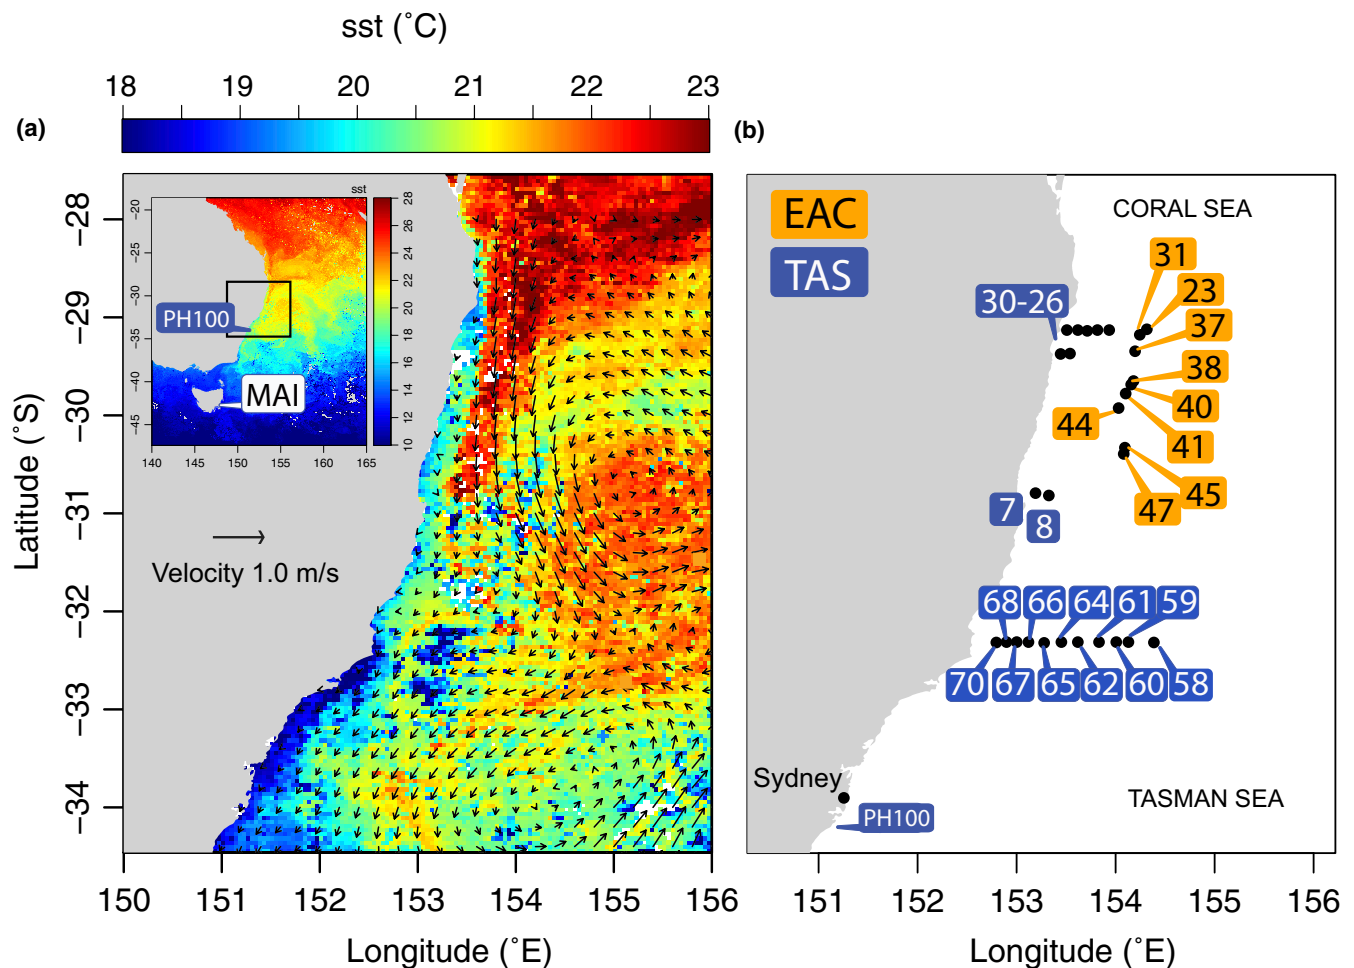 sst (˚C)
18 19 20 21 22 23
(a)
(b)
Latitude (˚S)
−28
−29
−30
−31
−32
−33
−34
sst
−20
−25
−30
−35
−40
−45
28
26
24
22
20
18
16
14
12
10
PH100
MAI
140 145 150 155 160 165
Velocity 1.0 m/s
150 151 152 153 154 155 156
Longitude (˚E)
EAC
TAS
CORAL SEA
31
23
30-26
37
38
40
44
41
45
47
7
8
68 66 64 61 59
70 67 65 62 60 58
Sydney
PH100
TASMAN SEA
151 152 153 154 155 156
Longitude (˚E)